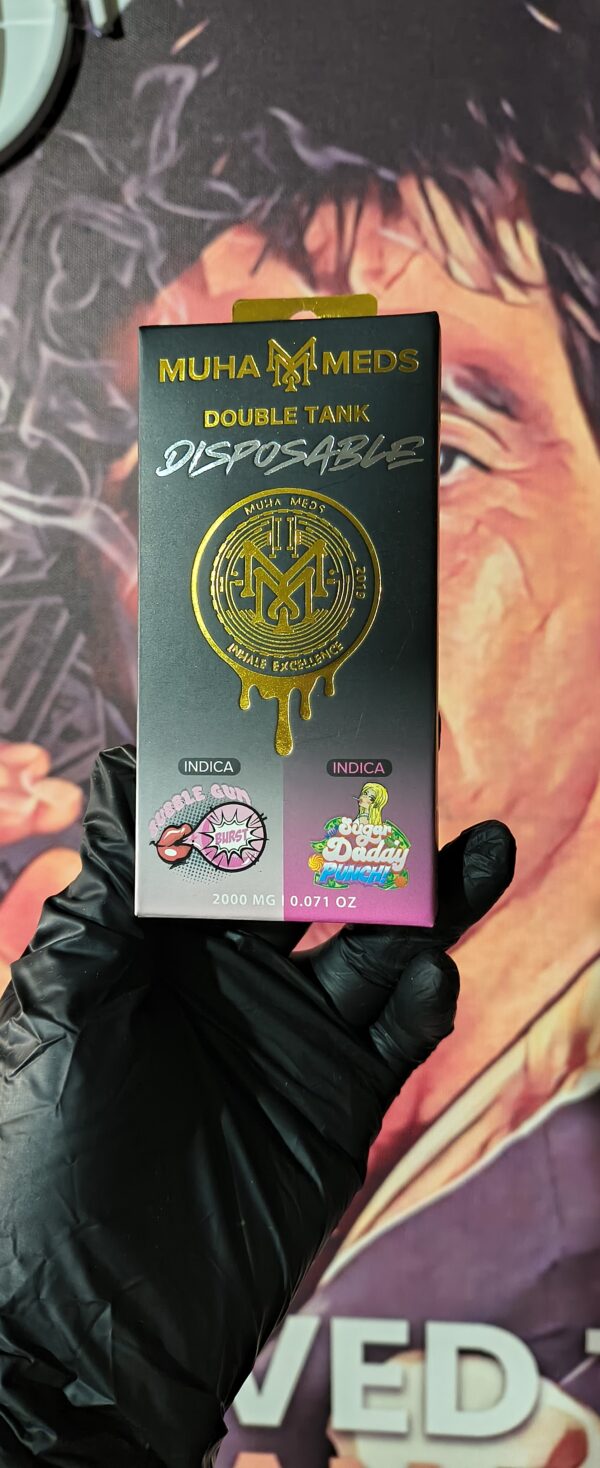 MUHA MEDS
DOUBLE TANK
DISPOSABLE
MUHA MEDS
2019
INHALE EXCELLENCE
INDICA
INDICA
BUBBLE GUM
BURST
Sugar
Daddy
PUNCH!
2000 MG | 0.071 OZ
VED